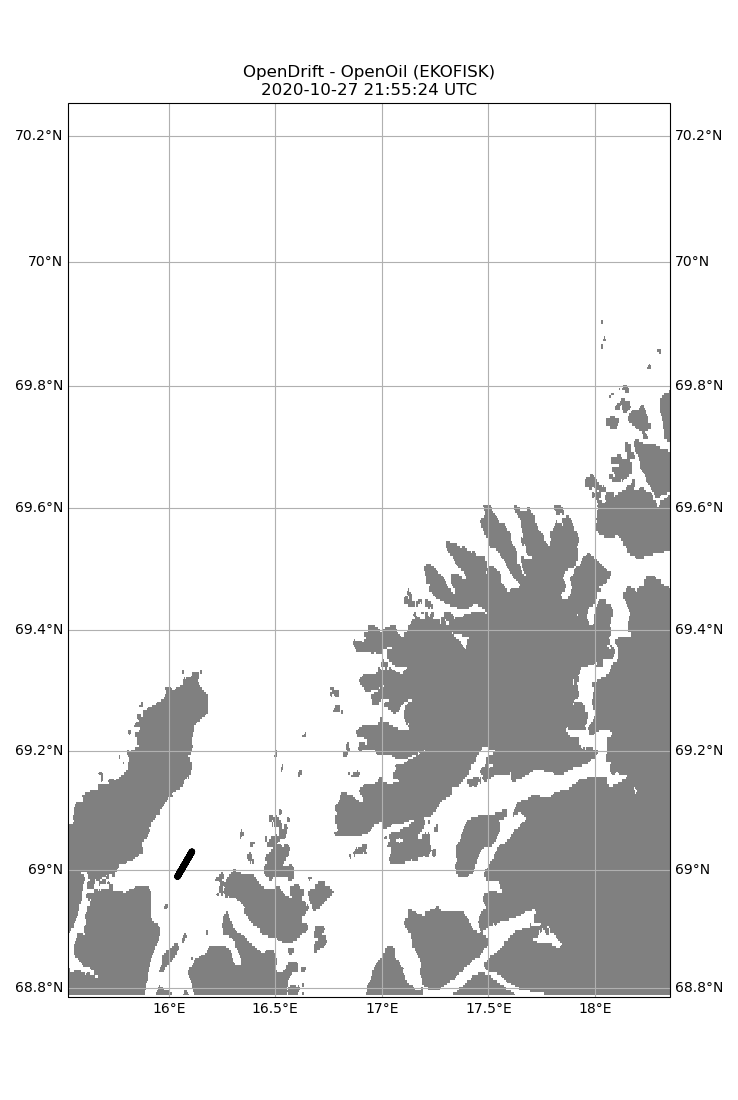 OpenDrift - OpenOil (EKOFISK)
2020-10-27 21:55:24 UTC
70.2°N 70.2°N
70°N 70°N
69.8°N 69.8°N
69.6°N 69.6°N
69.4°N 69.4°N
69.2°N 69.2°N
69°N 69°N
68.8°N 68.8°N
16°E 16.5°E 17°E 17.5°E 18°E